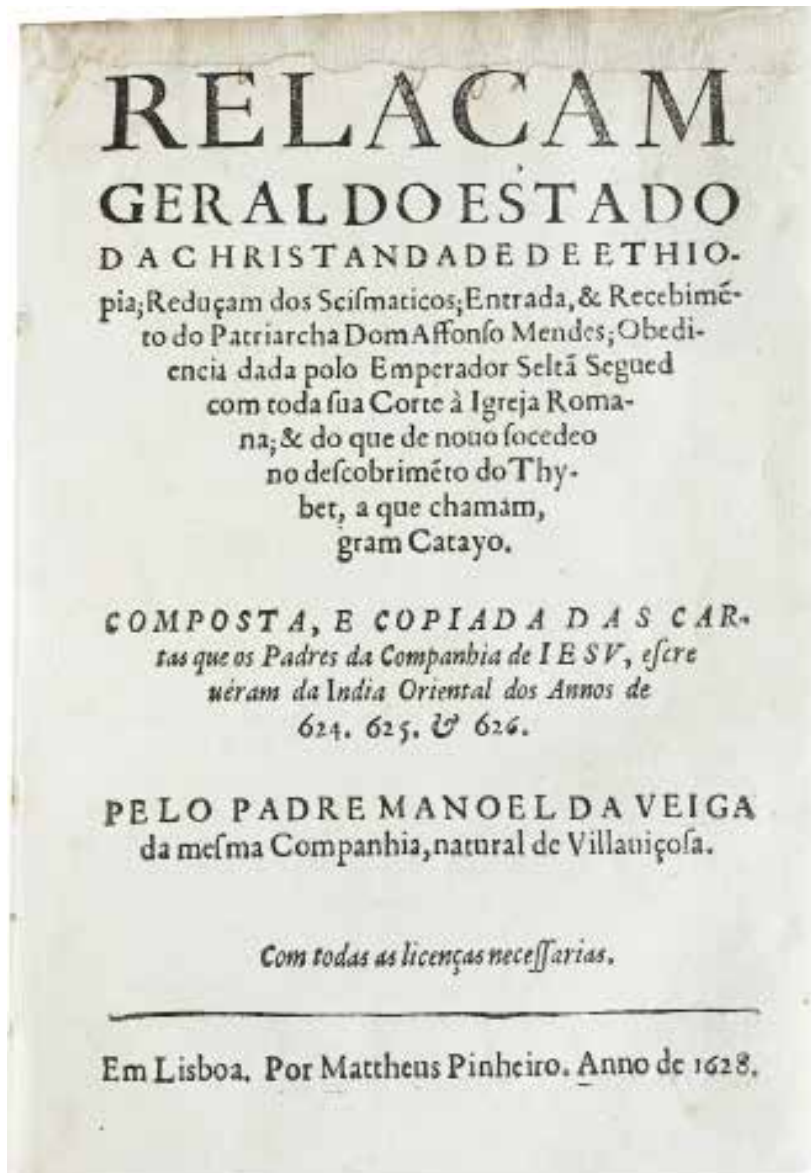 RELACAM
GERAL DO ESTADO
DA CHRISTANDADE DE ETHIO-
pia; Reduçam dos Scismaticos; Entrada, & Recebimẽ-
to do Patriarcha Dom Affonso Mendes; Obedi-
encia dada polo Emperador Seltã Segued
com toda sua Corte à Igreja Roma-
na; & do que de nouo socedeo
no descobrimẽto do Thy-
bet, a que chamam,
gram Catayo.
COMPOSTA, E COPIADA DAS CAR-
tas que os Padres da Companhia de IESV, escre
uéram da India Oriental dos Annos de
624. 625. & 626.
PELO PADRE MANOEL DA VEIGA
da mesma Companhia, natural de Villauiçosa.
Com todas as licenças necessarias.
Em Lisboa. Por Mattheus Pinheiro. Anno de 1628.